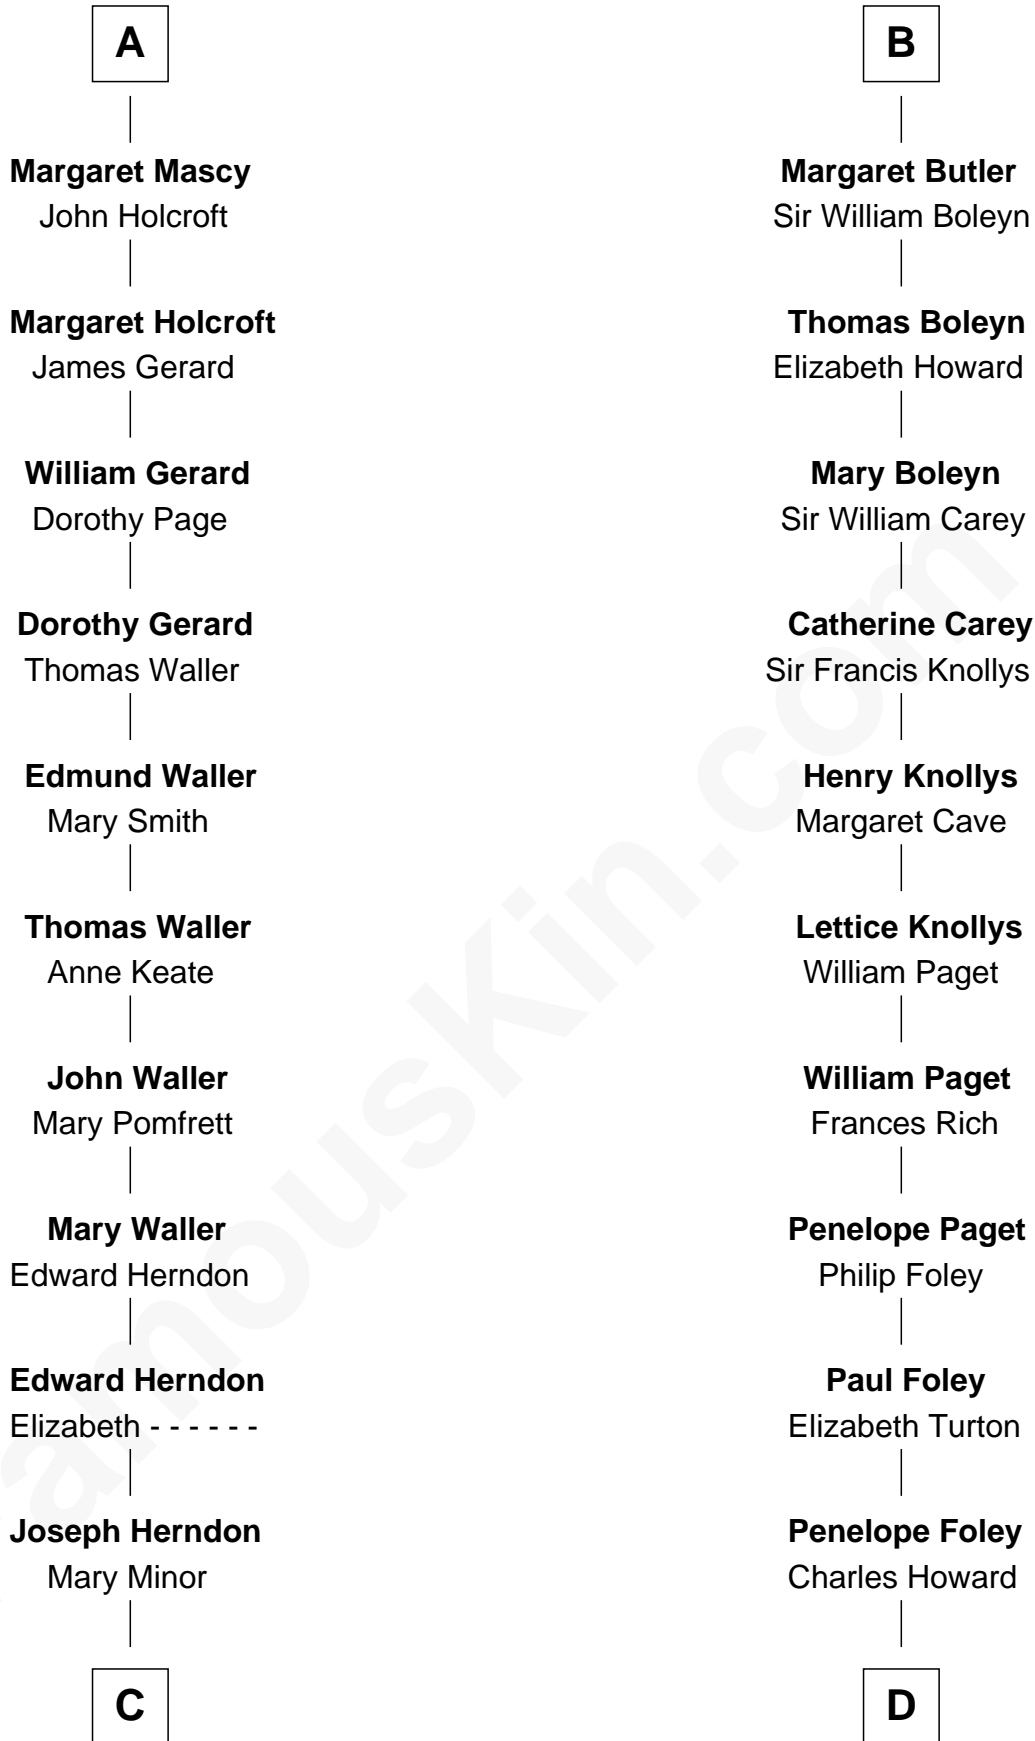 A
Margaret Mascy
John Holcroft
Margaret Holcroft
James Gerard
William Gerard
Dorothy Page
Dorothy Gerard
Thomas Waller
Edmund Waller
Mary Smith
Thomas Waller
Anne Keate
John Waller
Mary Pomfrett
Mary Waller
Edward Herndon
Edward Herndon
Elizabeth - - - - - -
Joseph Herndon
Mary Minor
C
B
Margaret Butler
Sir William Boleyn
Thomas Boleyn
Elizabeth Howard
Mary Boleyn
Sir William Carey
Catherine Carey
Sir Francis Knollys
Henry Knollys
Margaret Cave
Lettice Knollys
William Paget
William Paget
Frances Rich
Penelope Paget
Philip Foley
Paul Foley
Elizabeth Turton
Penelope Foley
Charles Howard
D
amouskin.com